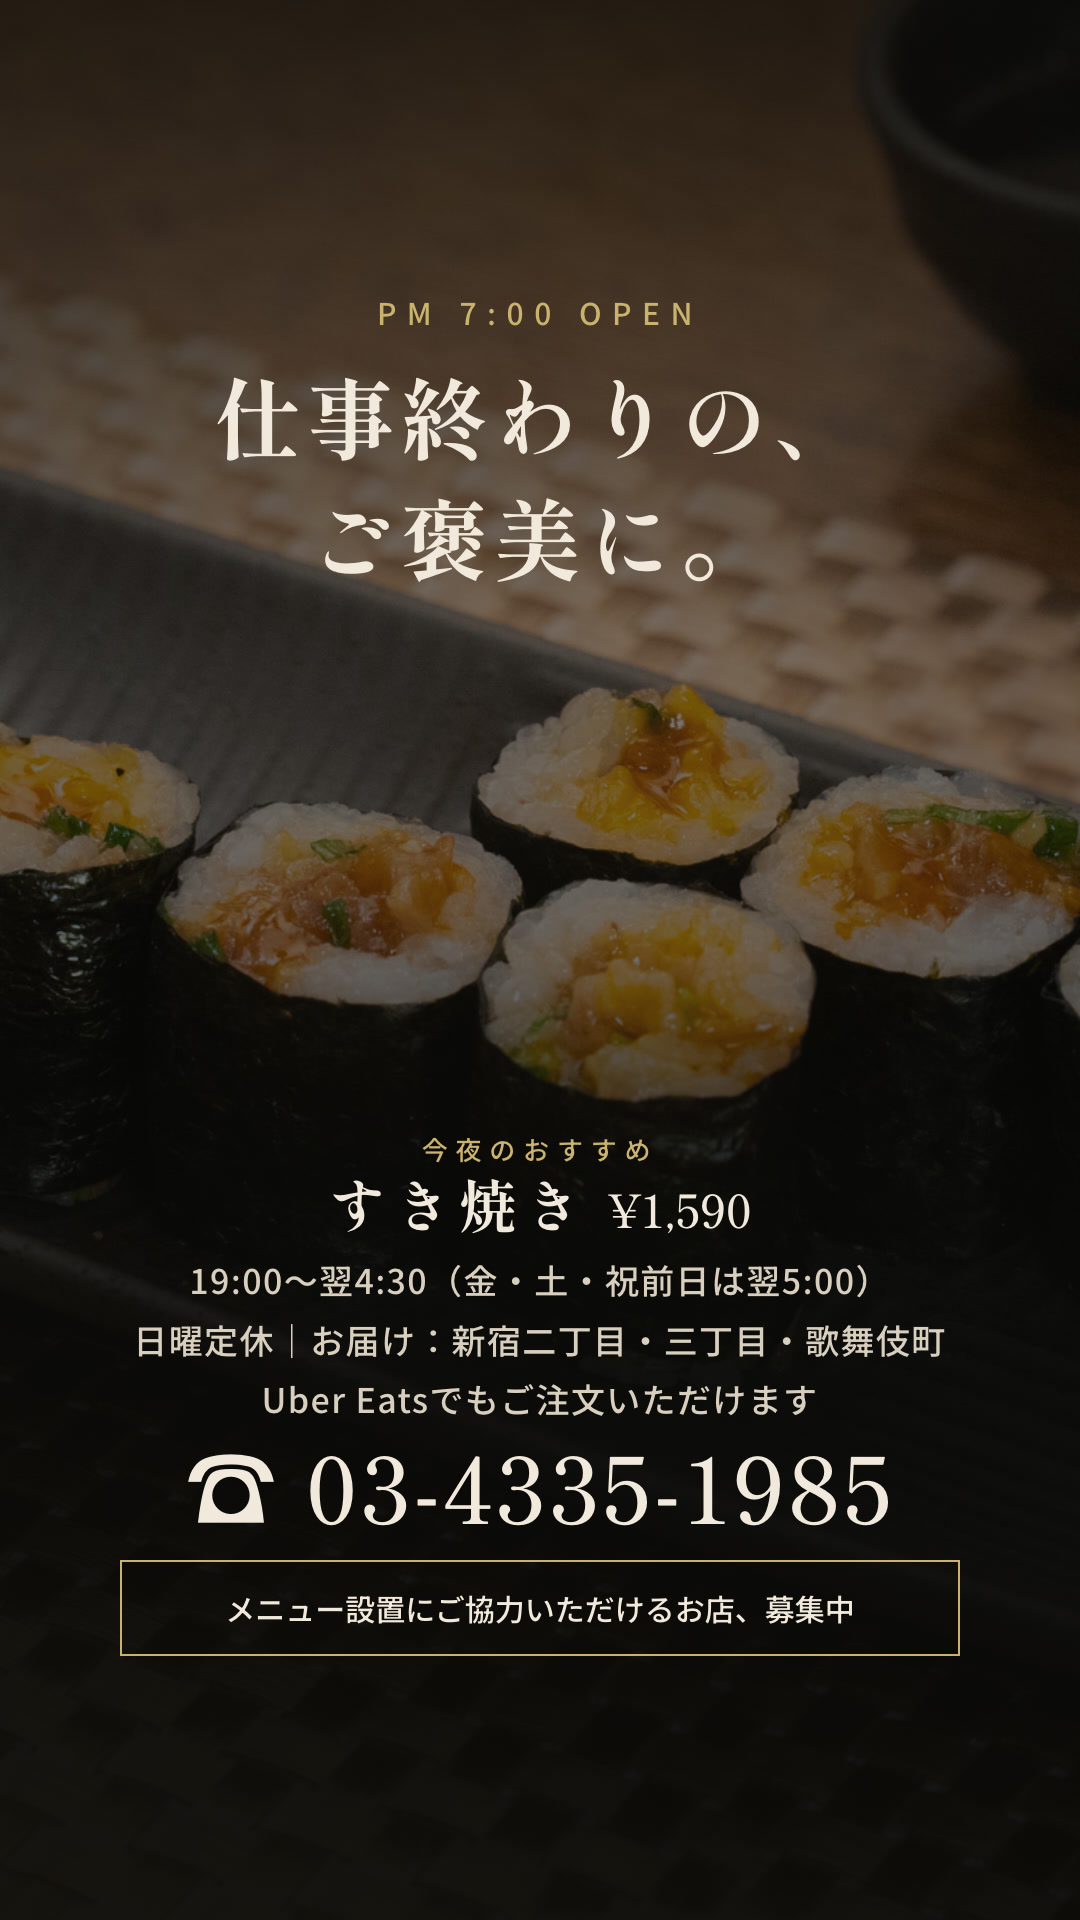 PM 7:00 OPEN
仕事終わりの、
ご褒美に。
今夜のおすすめ
すき焼き ¥1,590
19:00〜翌4:30（金・土・祝前日は翌5:00）
日曜定休｜お届け：新宿二丁目・三丁目・歌舞伎町
Uber Eatsでもご注文いただけます
☎ 03-4335-1985
メニュー設置にご協力いただけるお店、募集中